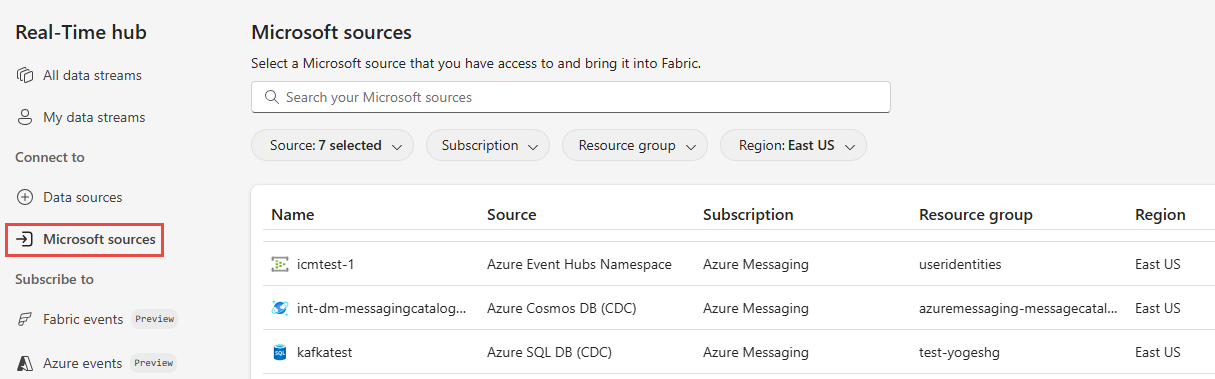 Real-Time hub
All data streams
My data streams
Connect to
Data sources
Microsoft sources
Subscribe to
Fabric events Preview
Azure events Preview
Microsoft sources
Select a Microsoft source that you have access to and bring it into Fabric.
Search your Microsoft sources
Source: 7 selected Subscription Resource group Region: East US
Name Source Subscription Resource group Region
icmtest-1 Azure Event Hubs Namespace Azure Messaging useridentities East US
int-dm-messagingcatalog... Azure Cosmos DB (CDC) Azure Messaging azuremessaging-messagecatal... East US
SQL kafkatest Azure SQL DB (CDC) Azure Messaging test-yogeshg East US